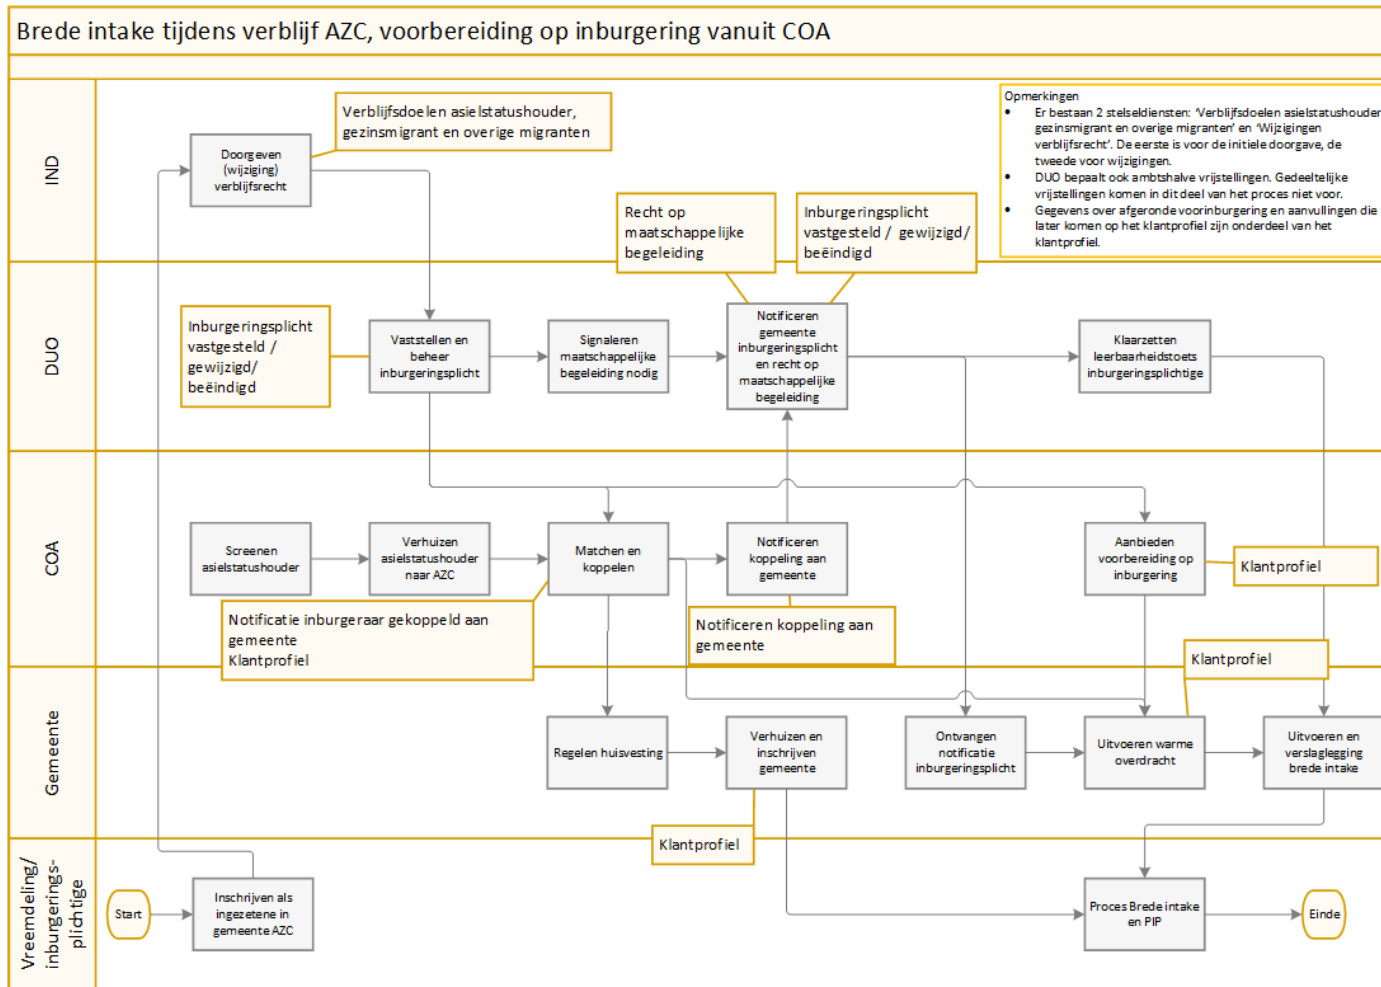 Brede intake tijdens verblijf AZC, voorbereiding op inburgering vanuit COA
IND
Doorgeven
(wijziging)
verblijfsrecht
Verblijfsdoelen asielstatushouder,
gezinsmigrant en overige migranten
Opmerkingen
• Er bestaan 2 stelseldiensten: ‘Verblijfsdoelen asielstatushouder
gezinsmigrant en overige migranten’ en ‘Wijzigingen
verblijfsrecht’. De eerste is voor de initiele doorgave, de
tweede voor wijzigingen.
• DUO bepaalt ook ambtshalve vrijstellingen. Gedeeltelijke
vrijstellingen komen in dit deel van het proces niet voor.
• Gegevens over afgeronde voorinburgering en aanvullingen die
later komen op het klantprofiel zijn onderdeel van het
klantprofiel.
Recht op
maatschappelijke
begeleiding
Inburgeringsplicht
vastgesteld / gewijzigd/
beëindigd
DUO
Inburgeringsplicht
vastgesteld /
gewijzigd/
beëindigd
Vaststellen en
beheer
inburgeringsplicht
Signaleren
maatschappelijke
begeleiding nodig
Notificeren
gemeente
inburgeringsplicht
en recht op
maatschappelijke
begeleiding
Klaarzetten
leerbaarheidstoets
inburgeringsplichtige
COA
Screenen
asielstatushouder
Verhuizen
asielstatushouder
naar AZC
Matchen en
koppelen
Notificeren
koppeling aan
gemeente
Aanbieden
voorbereiding op
inburgering
Klantprofiel
Notificatie inburgeraar gekoppeld aan
gemeente
Klantprofiel
Notificeren koppeling aan
gemeente
Klantprofiel
Gemeente
Regelen huisvesting
Verhuizen en
inschrijven
gemeente
Ontvangen
notificatie
inburgeringsplicht
Uitvoeren warme
overdracht
Uitvoeren en
verslaglegging
brede intake
Klantprofiel
Vreemdeling/
inburgerings-
plichtige
Start
Inschrijven als
ingezetene in
gemeente AZC
Proces Brede intake
en PIP
Einde